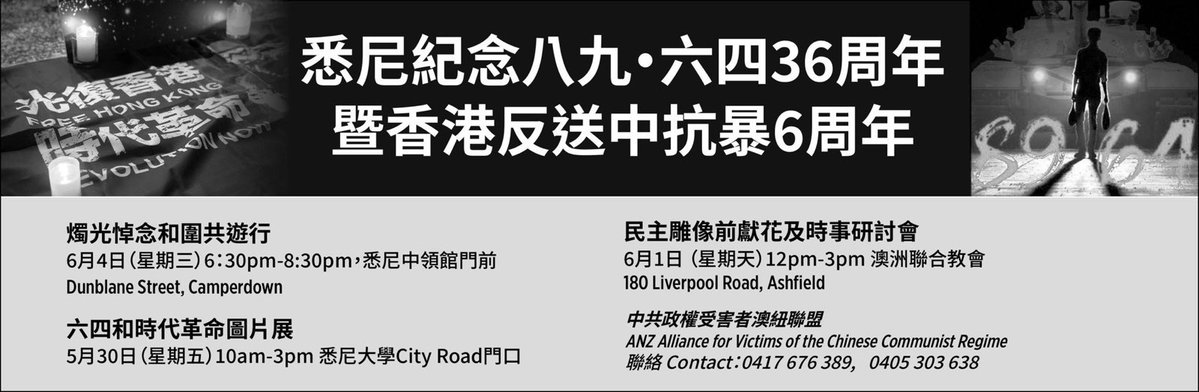 光復香港
FREE HONG KONG
時代革命
REVOLUTION NOW
悉尼紀念八九·六四36周年
暨香港反送中抗暴6周年
8964
燭光悼念和圍共遊行
6月4日(星期三)6:30pm-8:30pm,悉尼中領館門前
Dunblane Street, Camperdown
六四和時代革命圖片展
5月30日(星期五)10am-3pm 悉尼大學City Road門口
民主雕像前獻花及時事研討會
6月1日 (星期天)12pm-3pm 澳洲聯合教會
180 Liverpool Road, Ashfield
中共政權受害者澳紐聯盟
ANZ Alliance for Victims of the Chinese Communist Regime
聯絡 Contact:0417 676 389, 0405 303 638